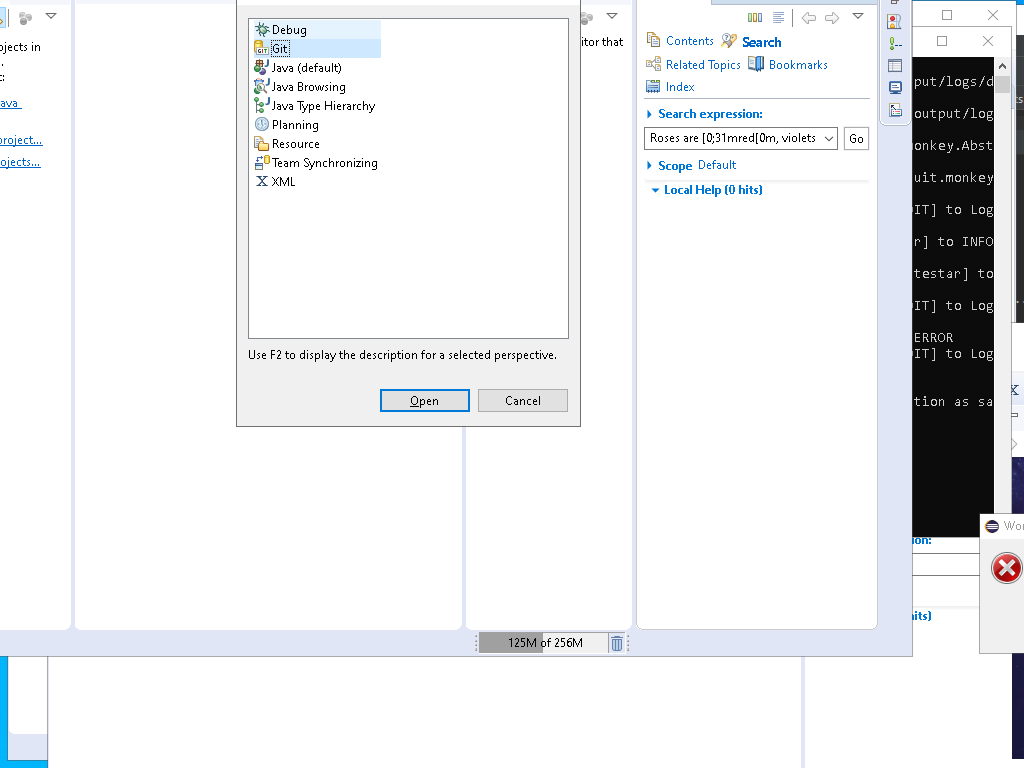 ojects in
ava
project...
ojects...
Debug
Git
Java (default)
Java Browsing
Java Type Hierarchy
Planning
Resource
Team Synchronizing
XML
Use F2 to display the description for a selected perspective.
Open
Cancel
itor that
Contents
Search
Related Topics
Bookmarks
Index
Search expression:
Roses are [0;31mred[0m, violets
Go
Scope Default
Local Help (0 hits)
125M of 256M
put/logs/d
output/log
onkey.Abst
uit.monkey
IT] to Log
r] to INFO
testar] to
IT] to Log
ERROR
IT] to Log
tion as sa
Wor
on:
hits)